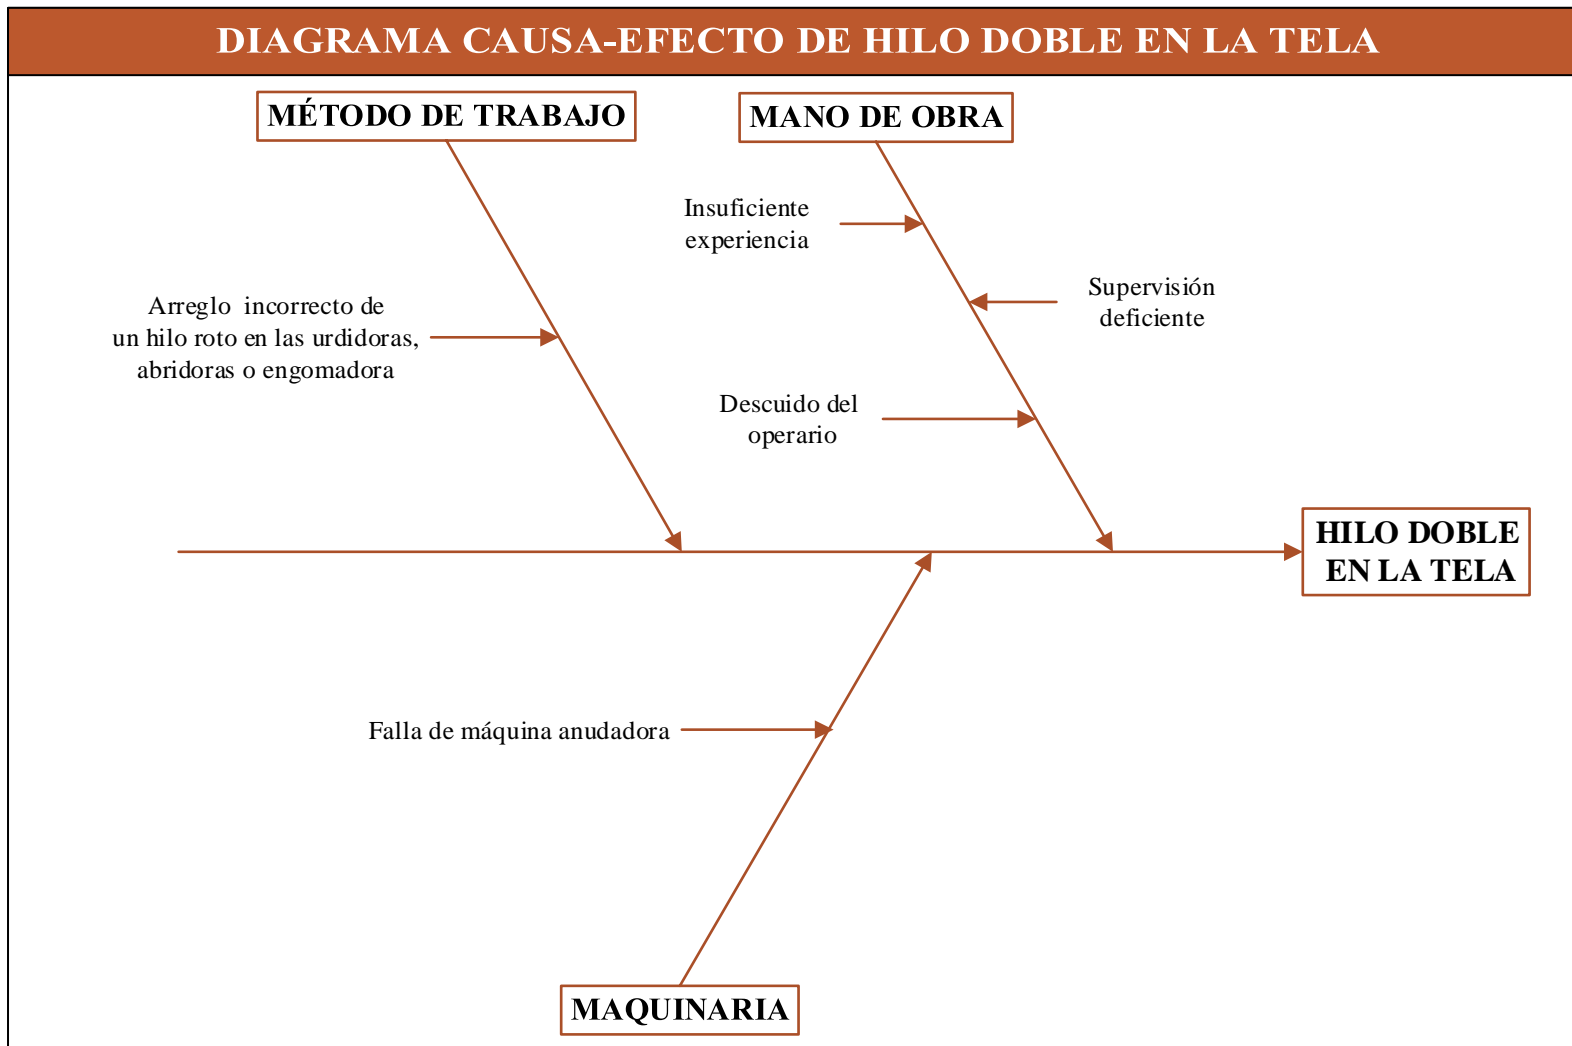 DIAGRAMA CAUSA-EFECTO DE HILO DOBLE EN LA TELA
MÉTODO DE TRABAJO
MANO DE OBRA
Insuficiente
experiencia
Supervisión
deficiente
Arreglo incorrecto de
un hilo roto en las urdidoras,
abridoras o engomadora
Descuido del
operario
HILO DOBLE
EN LA TELA
Falla de máquina anudadora
MAQUINARIA